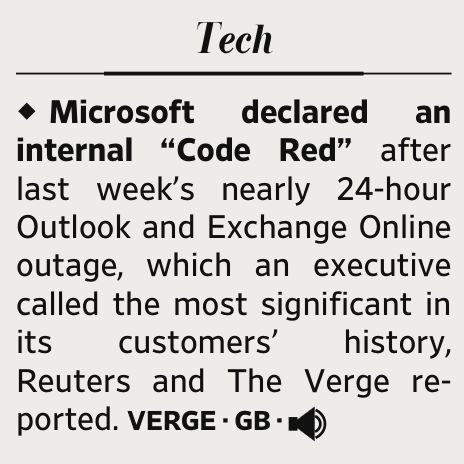 Tech
◆ Microsoft declared an
internal “Code Red” after
last week’s nearly 24-hour
Outlook and Exchange Online
outage, which an executive
called the most significant in
its customers’ history,
Reuters and The Verge re-
ported. VERGE · GB ·